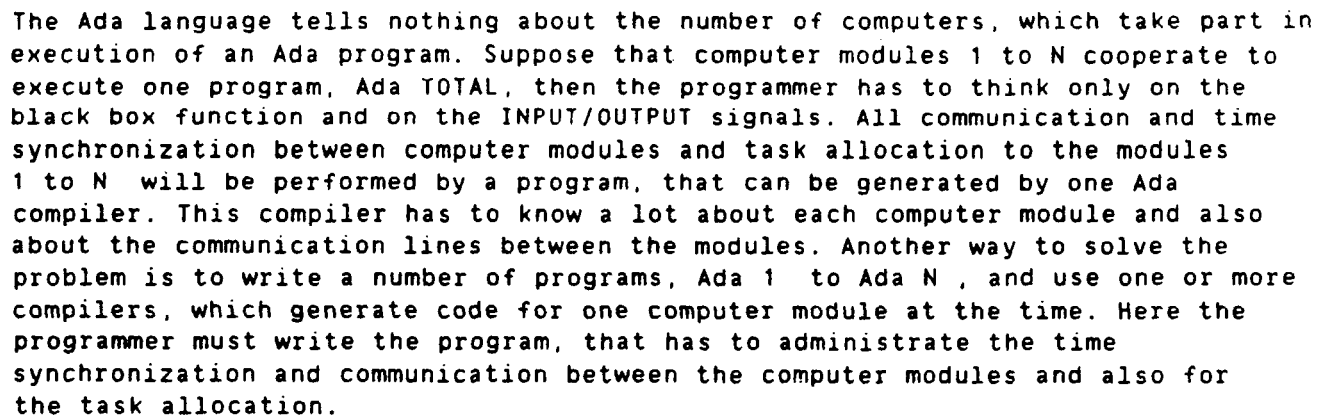 The Ada language tells nothing about the number of computers, which take part in
execution of an Ada program. Suppose that computer modules 1 to N cooperate to
execute one program, Ada TOTAL, then the programmer has to think only on the
black box function and on the INPUT/OUTPUT signals. All communication and time
synchronization between computer modules and task allocation to the modules
1 to N will be performed by a program, that can be generated by one Ada
compiler. This compiler has to know a lot about each computer module and also
about the communication lines between the modules. Another way to solve the
problem is to write a number of programs, Ada 1 to Ada N , and use one or more
compilers, which generate code for one computer module at the time. Here the
programmer must write the program, that has to administrate the time
synchronization and communication between the computer modules and also for
the task allocation.